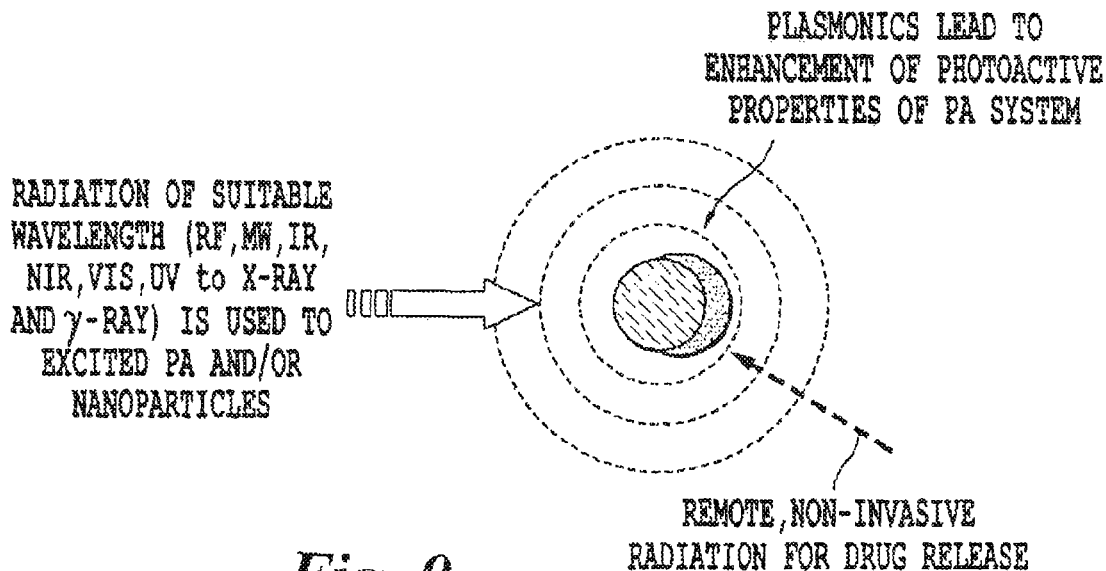 PLASMONICS LEAD TO
ENHANCEMENT OF PHOTOACTIVE
PROPERTIES OF PA SYSTEM
RADIATION OF SUITABLE
WAVELENGTH (RF,MW,IR,
NIR,VIS,UV to X-RAY
AND γ-RAY) IS USED TO
EXCITED PA AND/OR
NANOPARTICLES
REMOTE,NON-INVASIVE
RADIATION FOR DRUG RELEASE
Fig. 9